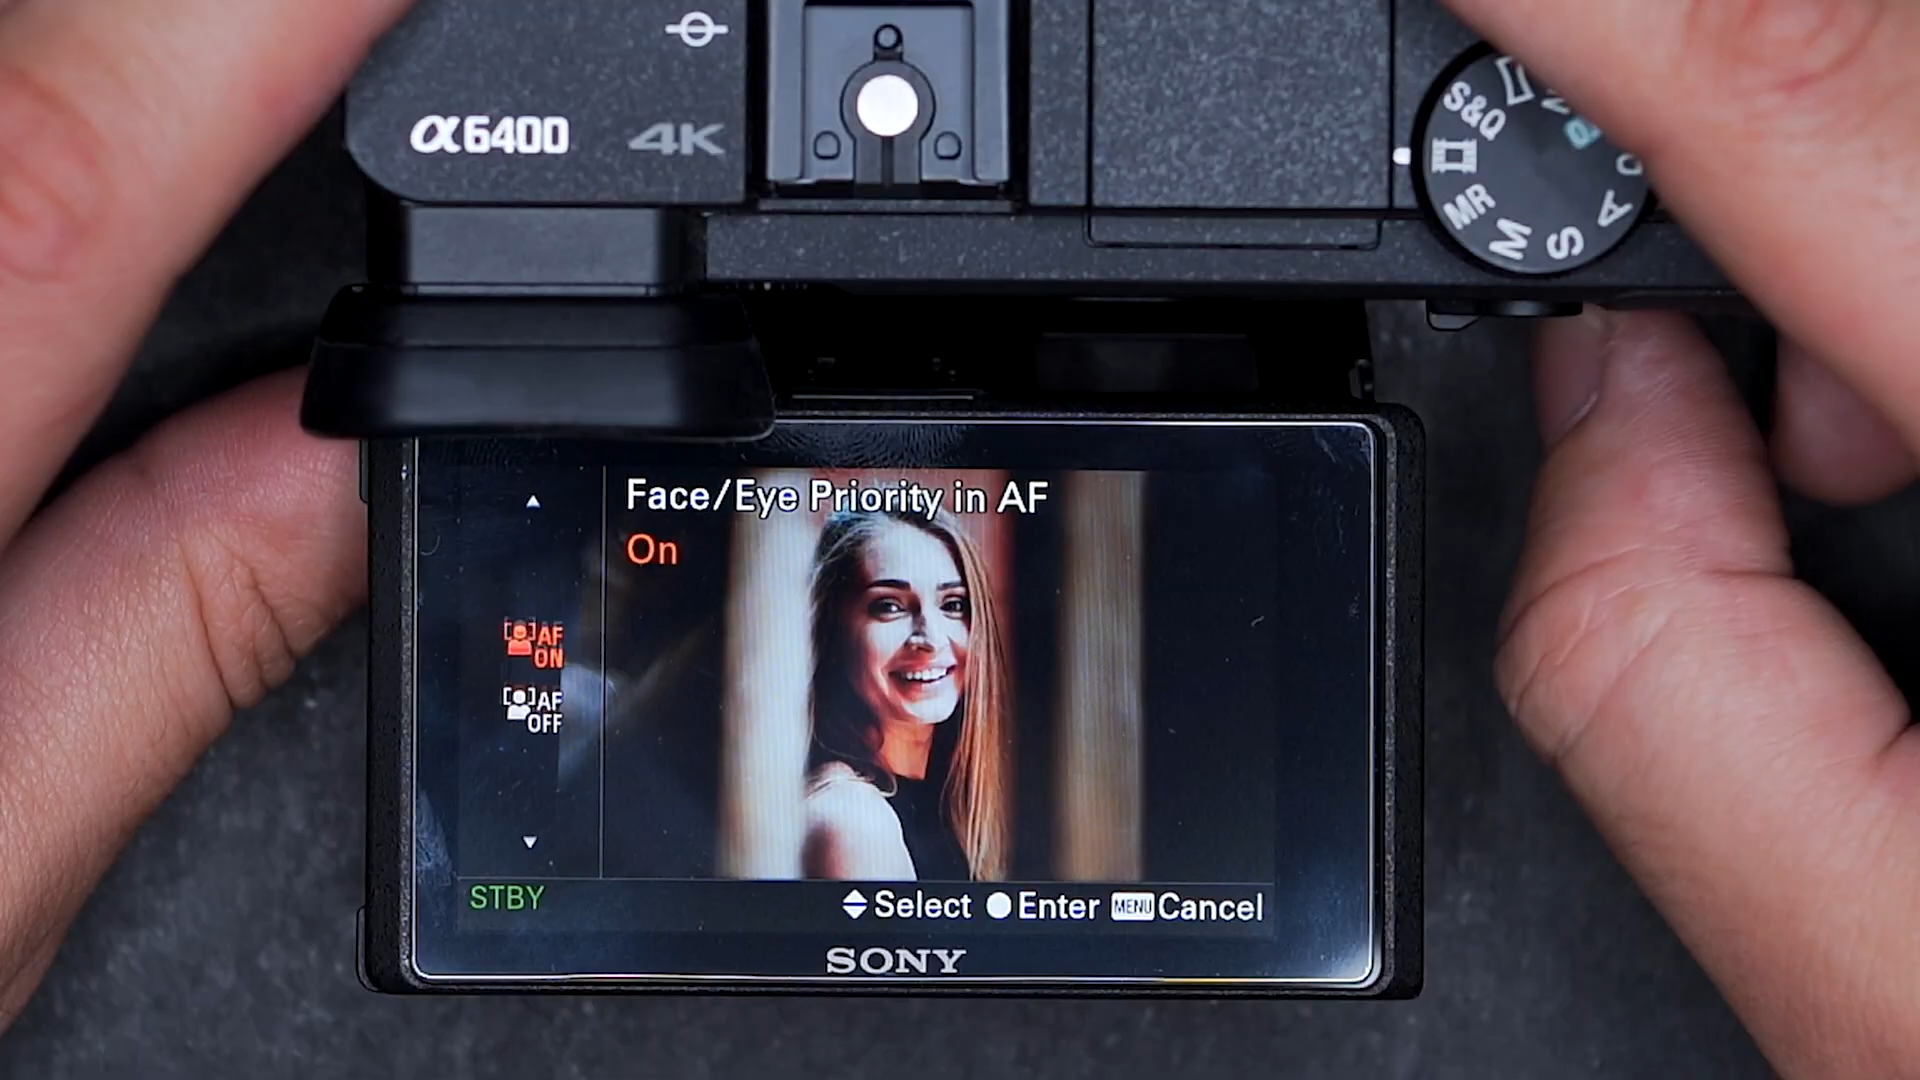 α6400 4K
S&Q
MR
M
S
A
Face/Eye Priority in AF
On
AF
ON
AF
OFF
STBY
Select Enter MENU Cancel
SONY